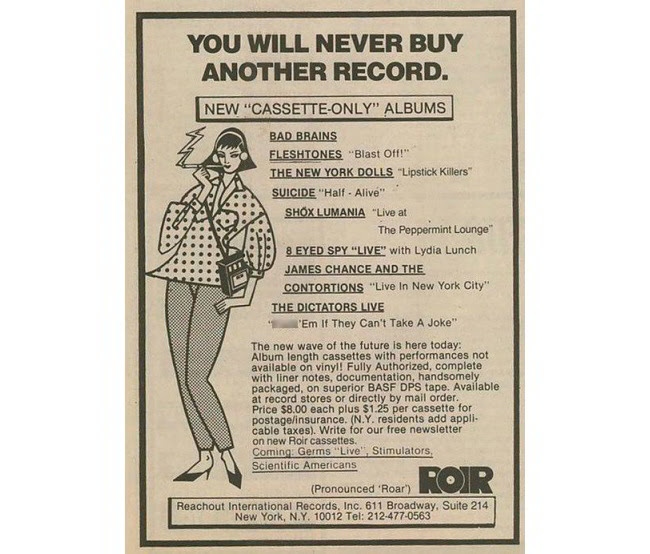 YOU WILL NEVER BUY
ANOTHER RECORD.
NEW "CASSETTE-ONLY" ALBUMS
BAD BRAINS
FLESHTONES "Blast Off!"
THE NEW YORK DOLLS "Lipstick Killers"
SUICIDE "Half - Alive"
SHÖX LUMANIA "Live at
The Peppermint Lounge"
8 EYED SPY "LIVE" with Lydia Lunch
JAMES CHANCE AND THE
CONTORTIONS "Live In New York City"
THE DICTATORS LIVE
" 'Em If They Can't Take A Joke"
The new wave of the future is here today:
Album length cassettes with performances not
available on vinyl! Fully Authorized, complete
with liner notes, documentation, handsomely
packaged, on superior BASF DPS tape. Available
at record stores or directly by mail order.
Price $8.00 each plus $1.25 per cassette for
postage/insurance. (N.Y. residents add appli-
cable taxes). Write for our free newsletter
on new Roir cassettes.
Coming: Germs "Live", Stimulators,
Scientific Americans
(Pronounced 'Roar') ROIR
Reachout International Records, Inc. 611 Broadway, Suite 214
New York, N.Y. 10012 Tel: 212-477-0563